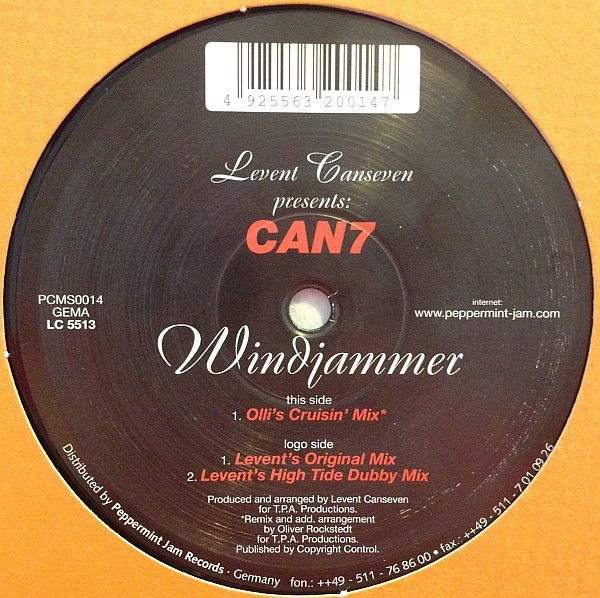 4 925563 200147
Levent Canseven
presents:
CAN7
PCMS0014
GEMA
LC 5513
internet:
www.peppermint-jam.com
Windjammer
this side
1. Olli's Cruisin' Mix*
logo side
1. Levent's Original Mix
2. Levent's High Tide Dubby Mix
Produced and arranged by Levent Canseven
for T.P.A. Productions.
*Remix and add. arrangement
by Oliver Rockstedt
for T.P.A. Productions.
Published by Copyright Control.
Distributed by Peppermint Jam Records - Germany fon.: ++49 - 511 - 76 86 00 • fax.: ++49 - 511 - 7 01 09 26